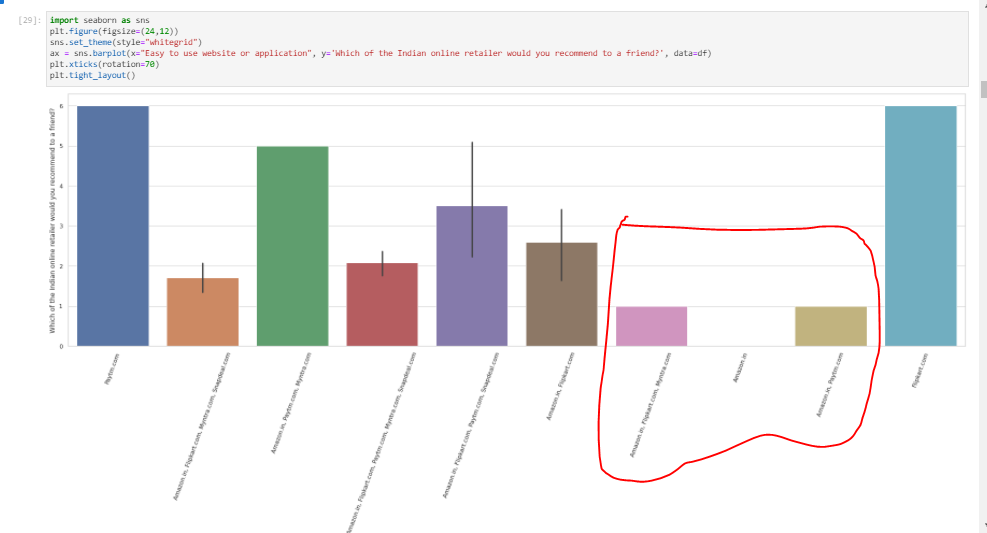 [29]:
import seaborn as sns
plt.figure(figsize=(24,12))
sns.set_theme(style="whitegrid")
ax = sns.barplot(x="Easy to use website or application", y='Which of the Indian online retailer would you recommend to a friend?', data=df)
plt.xticks(rotation=70)
plt.tight_layout()
Which of the Indian online retailer would you recommend to a friend?
6
5
4
3
2
1
0
Paytm.com
Amazon.in, Flipkart.com, Myntra.com, Snapdeal.com
Amazon.in, Paytm.com, Myntra.com
Amazon.in, Flipkart.com, Paytm.com, Myntra.com, Snapdeal.com
Amazon.in, Flipkart.com, Paytm.com, Snapdeal.com
Amazon.in, Flipkart.com
Amazon.in, Flipkart.com, Myntra.com
Amazon.in
Amazon.in, Paytm.com
flipkart.com